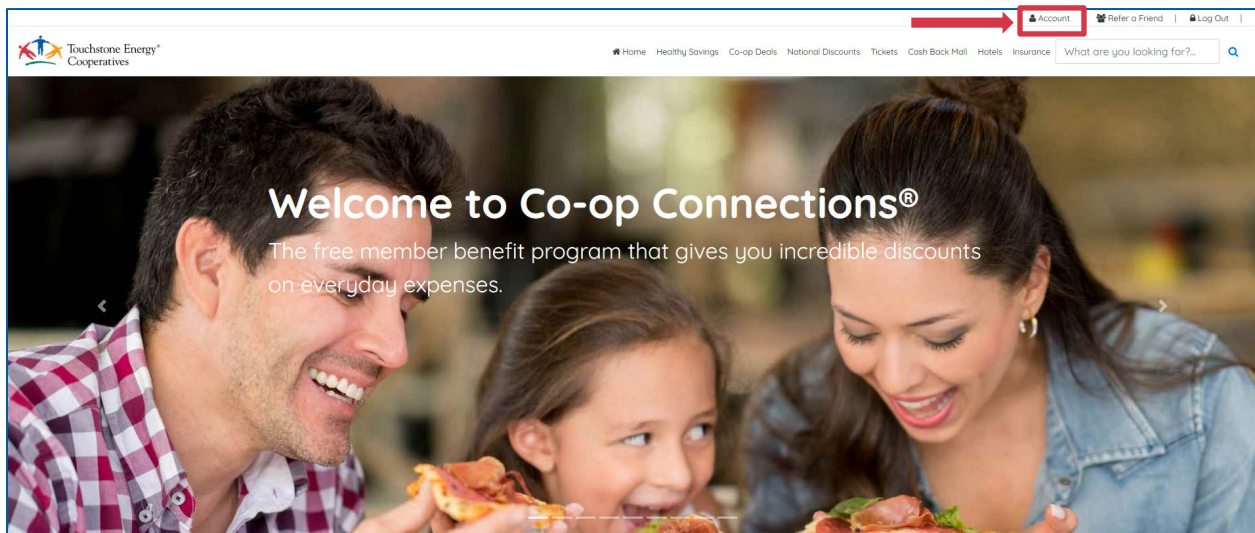 Account
Refer a Friend | Log Out |
Touchstone Energy®
Cooperatives
Home Healthy Savings Co-op Deals National Discounts Tickets Cash Back Mall Hotels Insurance What are you looking for?...
Welcome to Co-op Connections®
The free member benefit program that gives you incredible discounts
on everyday expenses.